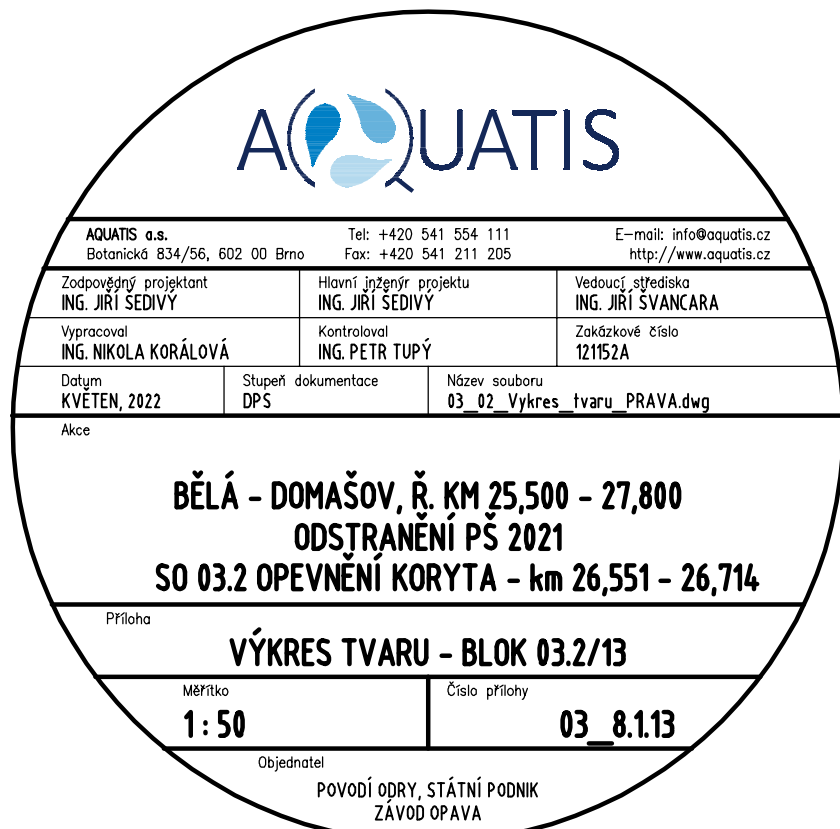 AQUATIS
AQUATIS a.s. Tel: +420 541 554 111 E-mail: info@aquatis.cz
Botanická 834/56, 602 00 Brno Fax: +420 541 211 205 http://www.aquatis.cz
Zodpovědný projektant Hlavní inženýr projektu Vedoucí střediska
ING. JIŘÍ ŠEDIVÝ ING. JIŘÍ ŠEDIVÝ ING. JIŘÍ ŠVANCARA
Vypracoval Kontroloval Zakázkové číslo
ING. NIKOLA KORÁLOVÁ ING. PETR TUPÝ 121152A
Datum Stupeň dokumentace Název souboru
KVĚTEN, 2022 DPS 03_02_Vykres_tvaru_PRAVA.dwg
Akce
BĚLÁ - DOMAŠOV, Ř. KM 25,500 - 27,800
ODSTRANĚNÍ PŠ 2021
SO 03.2 OPEVNĚNÍ KORYTA - km 26,551 - 26,714
Příloha
VÝKRES TVARU - BLOK 03.2/13
Měřítko Číslo přílohy
1 : 50 03_8.1.13
Objednatel
POVODÍ ODRY, STÁTNÍ PODNIK
ZÁVOD OPAVA